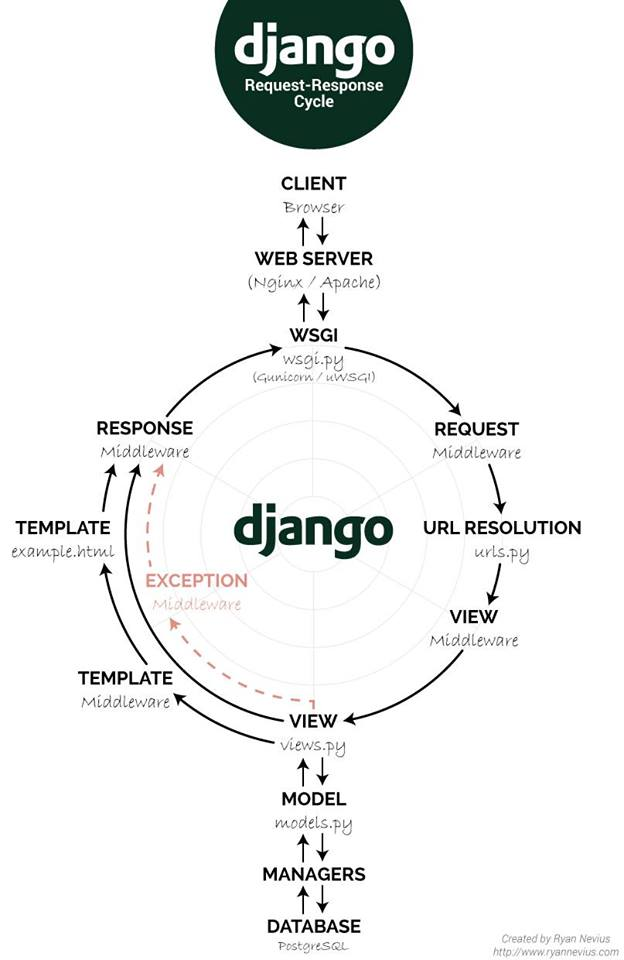 django
Request-Response
Cycle
CLIENT
Browser
WEB SERVER
(Nginx / Apache)
WSGI
wsgi.py
(Gunicorn / uWSGI)
RESPONSE
Middleware
REQUEST
Middleware
TEMPLATE
example.html
django
URL RESOLUTION
urls.py
EXCEPTION
Middleware
VIEW
Middleware
TEMPLATE
Middleware
VIEW
views.py
MODEL
models.py
MANAGERS
DATABASE
PostgreSQL
Created by Ryan Nevius
http://www.ryannevius.com